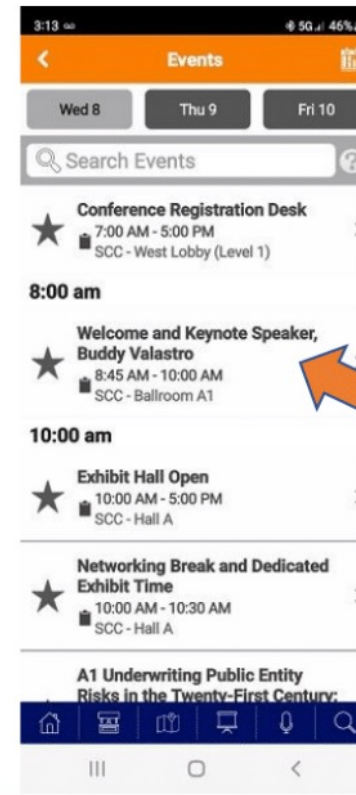 3:13
5G 46%
Events
Wed 8
Thu 9
Fri 10
Search Events
?
Conference Registration Desk
7:00 AM - 5:00 PM
SCC - West Lobby (Level 1)
8:00 am
Welcome and Keynote Speaker,
Buddy Valastro
8:45 AM - 10:00 AM
SCC - Ballroom A1
10:00 am
Exhibit Hall Open
10:00 AM - 5:00 PM
SCC - Hall A
Networking Break and Dedicated
Exhibit Time
10:00 AM - 10:30 AM
SCC - Hall A
A1 Underwriting Public Entity
Risks in the Twenty-First Century: